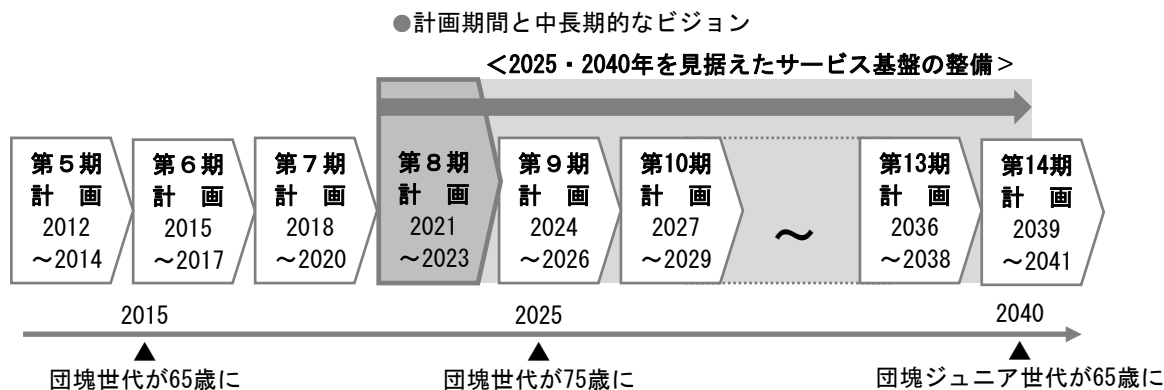 ●計画期間と中長期的なビジョン
＜2025・2040年を見据えたサービス基盤の整備＞
第５期
計　画
2012
～2014
第６期
計　画
2015
～2017
第７期
計　画
2018
～2020
第８期
計　画
2021
～2023
第９期
計　画
2024
～2026
第10期
計　画
2027
～2029
～
第13期
計　画
2036
～2038
第14期
計　画
2039
～2041
2015
2025
2040
▲
▲
▲
団塊世代が65歳に
団塊世代が75歳に
団塊ジュニア世代が65歳に